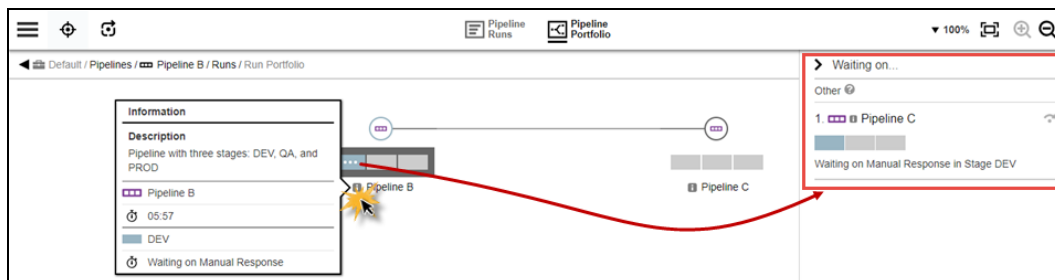 Pipeline
Runs
Pipeline
Portfolio
▼ 100%
Default / Pipelines / Pipeline B / Runs / Run Portfolio
Waiting on...
Other
1. Pipeline C
Waiting on Manual Response in Stage DEV
Information
Description
Pipeline with three stages: DEV, QA, and
PROD
Pipeline B
05:57
DEV
Waiting on Manual Response
Pipeline B
Pipeline C